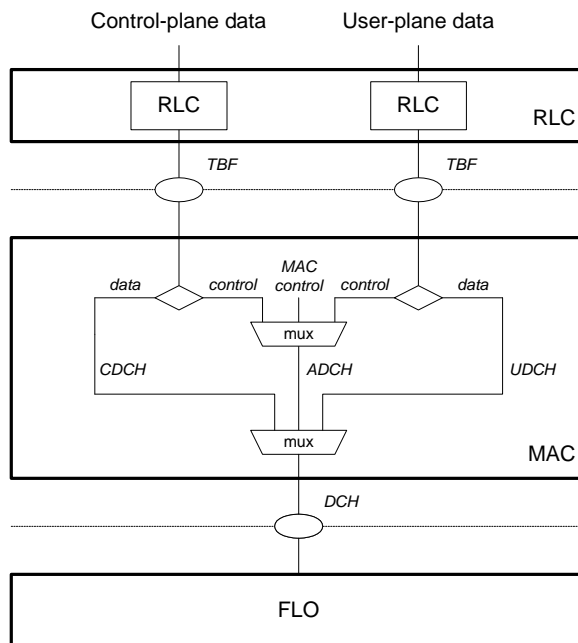 Control-plane data
User-plane data
RLC
RLC
RLC
TBF
TBF
data
control
MAC
control
control
data
mux
CDCH
ADCH
UDCH
mux
MAC
DCH
FLO